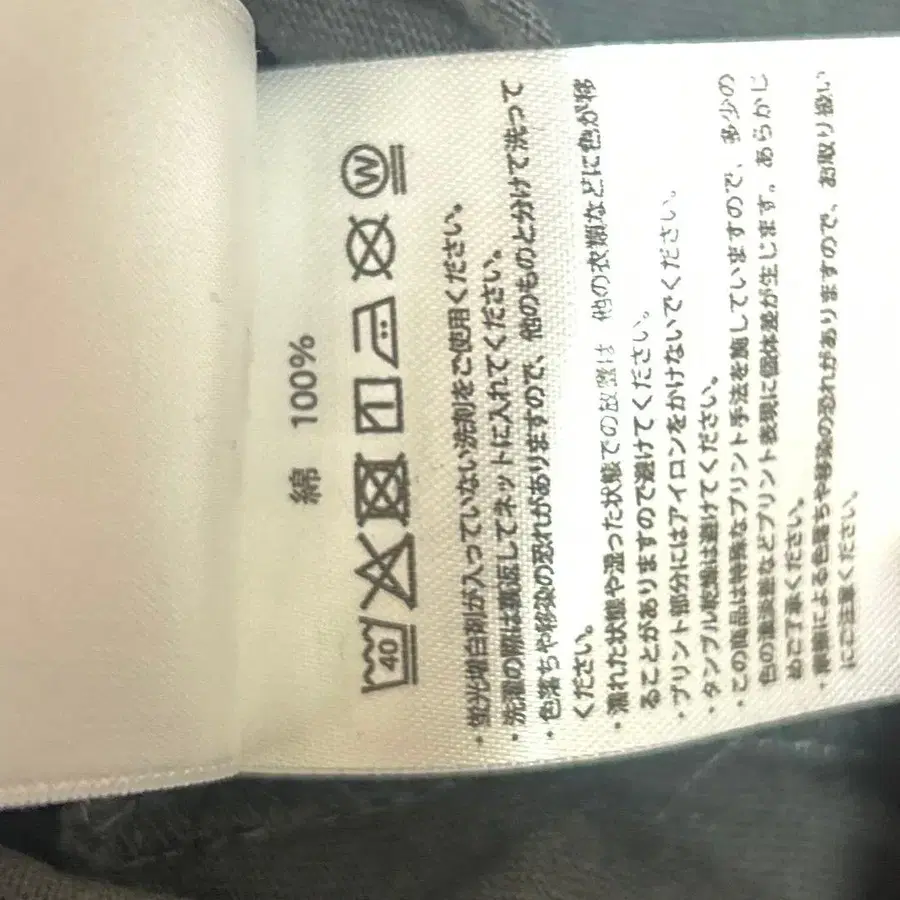 綿 100%
40
W
・蛍光増白剤が入っていない洗剤をご使用ください。
・洗濯の際は裏返してネットに入れてください。
・色落ちや移染の恐れがありますので、他のものと分けて洗って
ください。
・濡れた状態や湿った状態での放置は 他の衣類などに色が移
ることがありますので避けてください。
・プリント部分にはアイロンをかけないでください。
・タンブル乾燥は避けてください。
・この商品は特殊なプリント手法を施していますので、多少の
色の濃淡差などプリント表現に個体差が生じます。あらかじ
めご了承ください。
・摩擦による色落ちや移染の恐れがありますので、お取り扱い
にご注意ください。